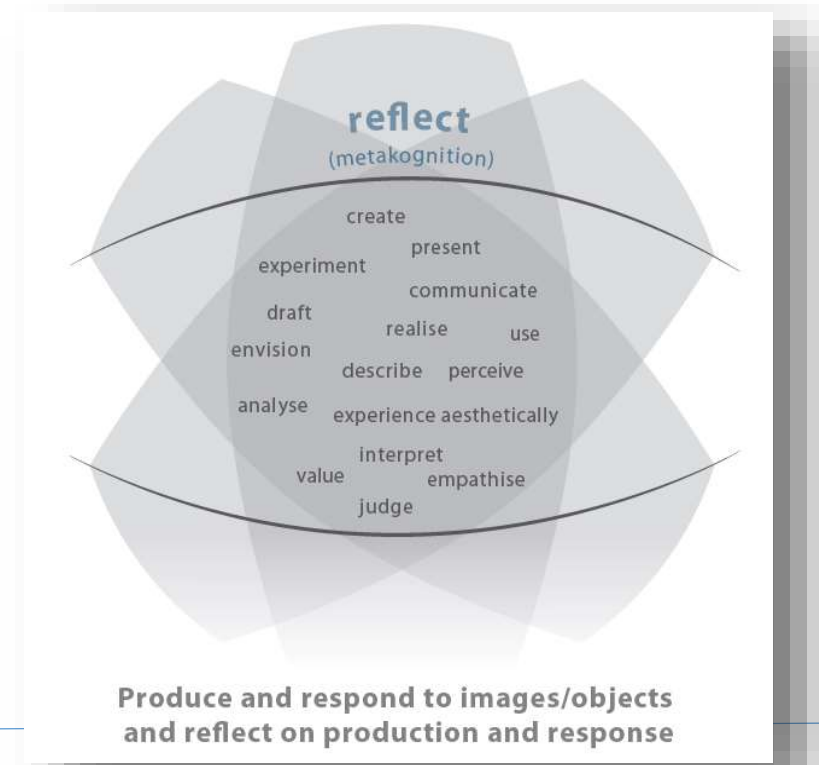 reflect
(metakognition)
create
present
experiment
communicate
draft
realise
use
envision
describe perceive
analyse
experience aesthetically
interpret
value
empathise
judge
Produce and respond to images/objects
and reflect on production and response